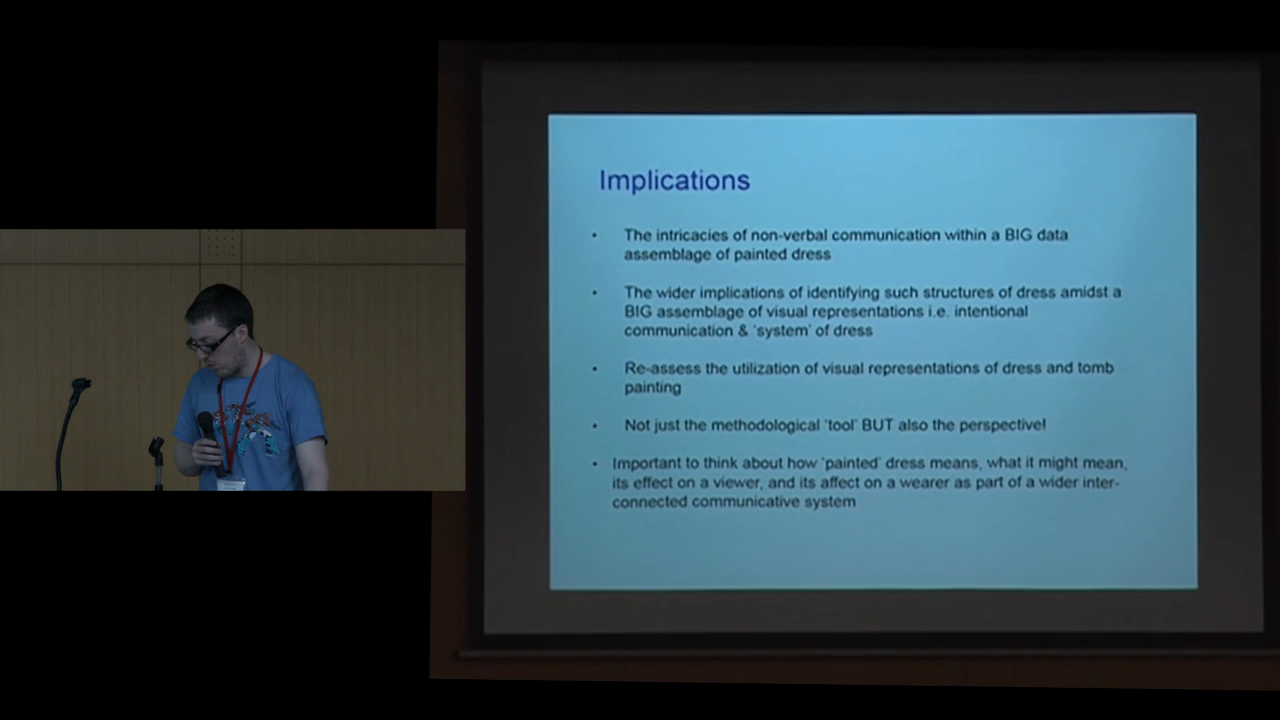 Implications
• The intricacies of non-verbal communication within a BIG data
assemblage of painted dress
• The wider implications of identifying such structures of dress amidst a
BIG assemblage of visual representations i.e. intentional
communication & 'system' of dress
• Re-assess the utilization of visual representations of dress and tomb
painting
• Not just the methodological 'tool' BUT also the perspective!
• Important to think about how 'painted' dress means, what it might mean,
its effect on a viewer, and its affect on a wearer as part of a wider inter-
connected communicative system